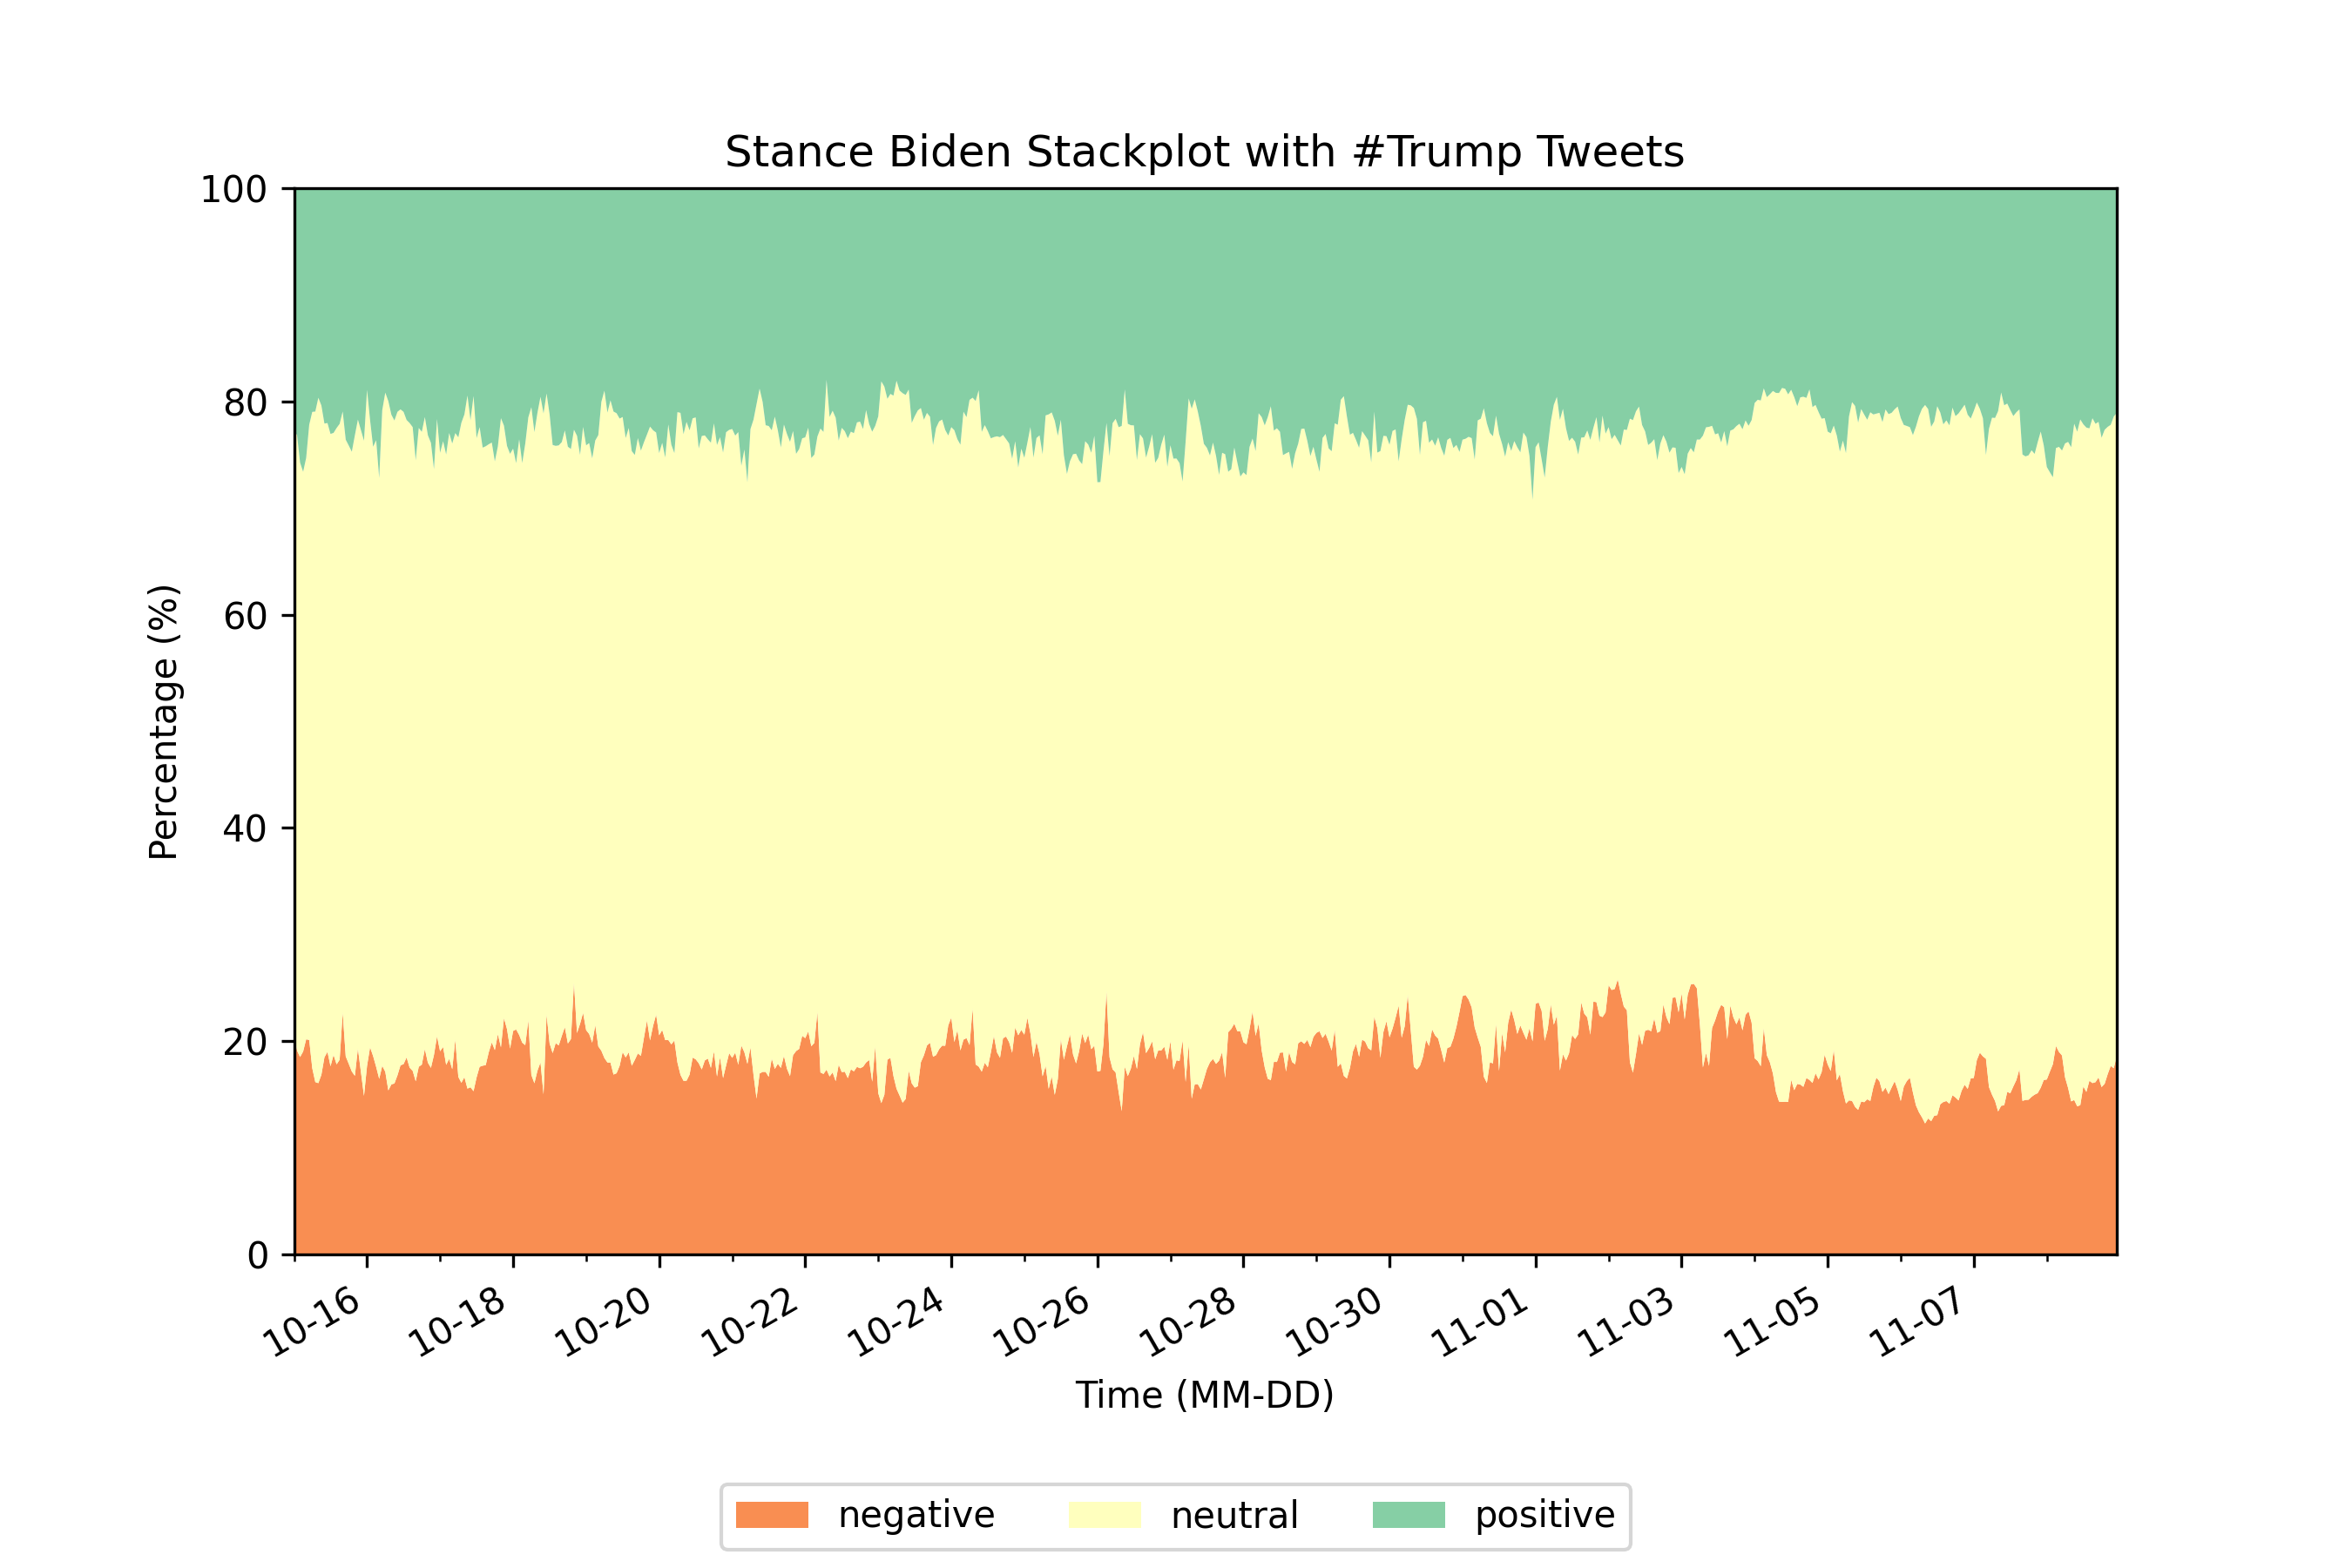 Stance Biden Stackplot with #Trump Tweets
100
80
60
40
20
0
Percentage (%)
10-16 10-18 10-20 10-22 10-24 10-26 10-28 10-30 11-01 11-03 11-05 11-07
Time (MM-DD)
negative neutral positive